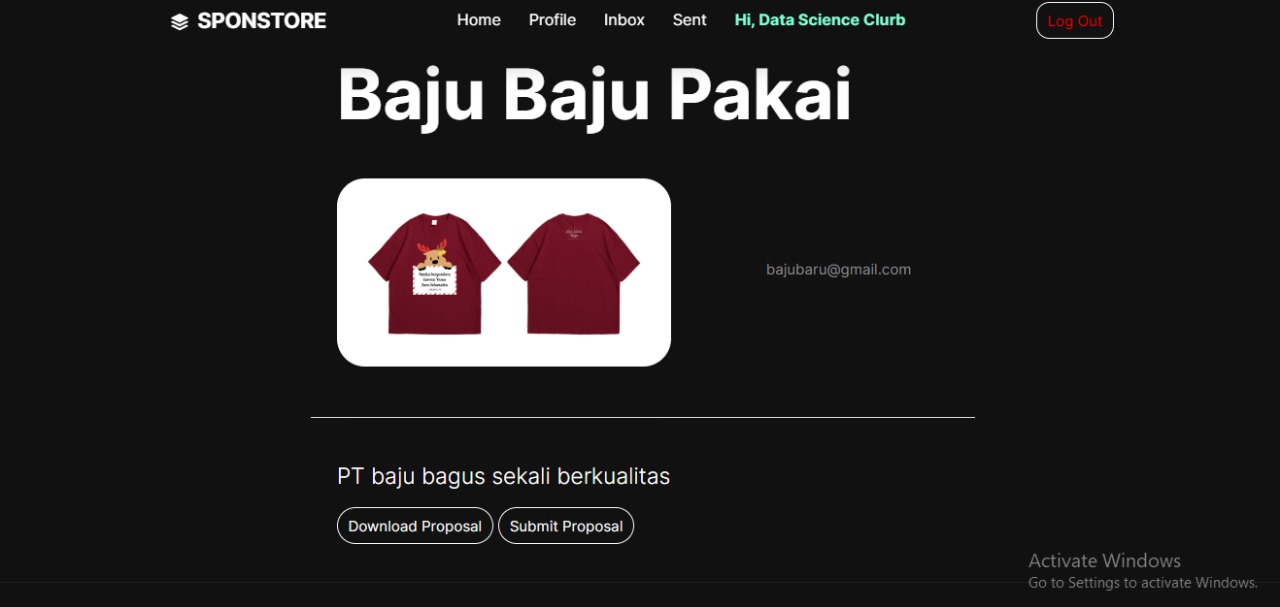 SPONSTORE
Home Profile Inbox Sent Hi, Data Science Clurb Log Out
Baju Baju Pakai
bajubaru@gmail.com
PT baju bagus sekali berkualitas
Download Proposal Submit Proposal
Activate Windows
Go to Settings to activate Windows.